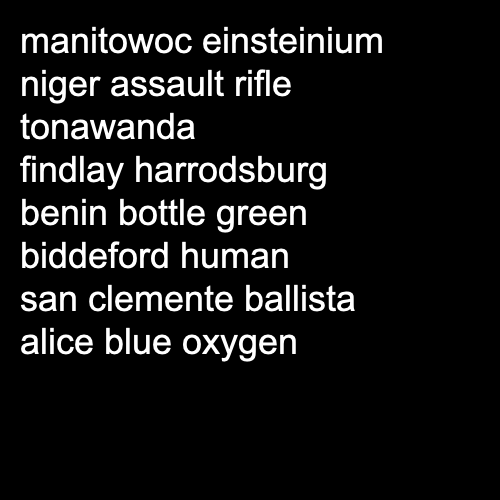 manitowoc einsteinium
niger assault rifle
tonawanda
findlay harrodsburg
benin bottle green
biddeford human
san clemente ballista
alice blue oxygen